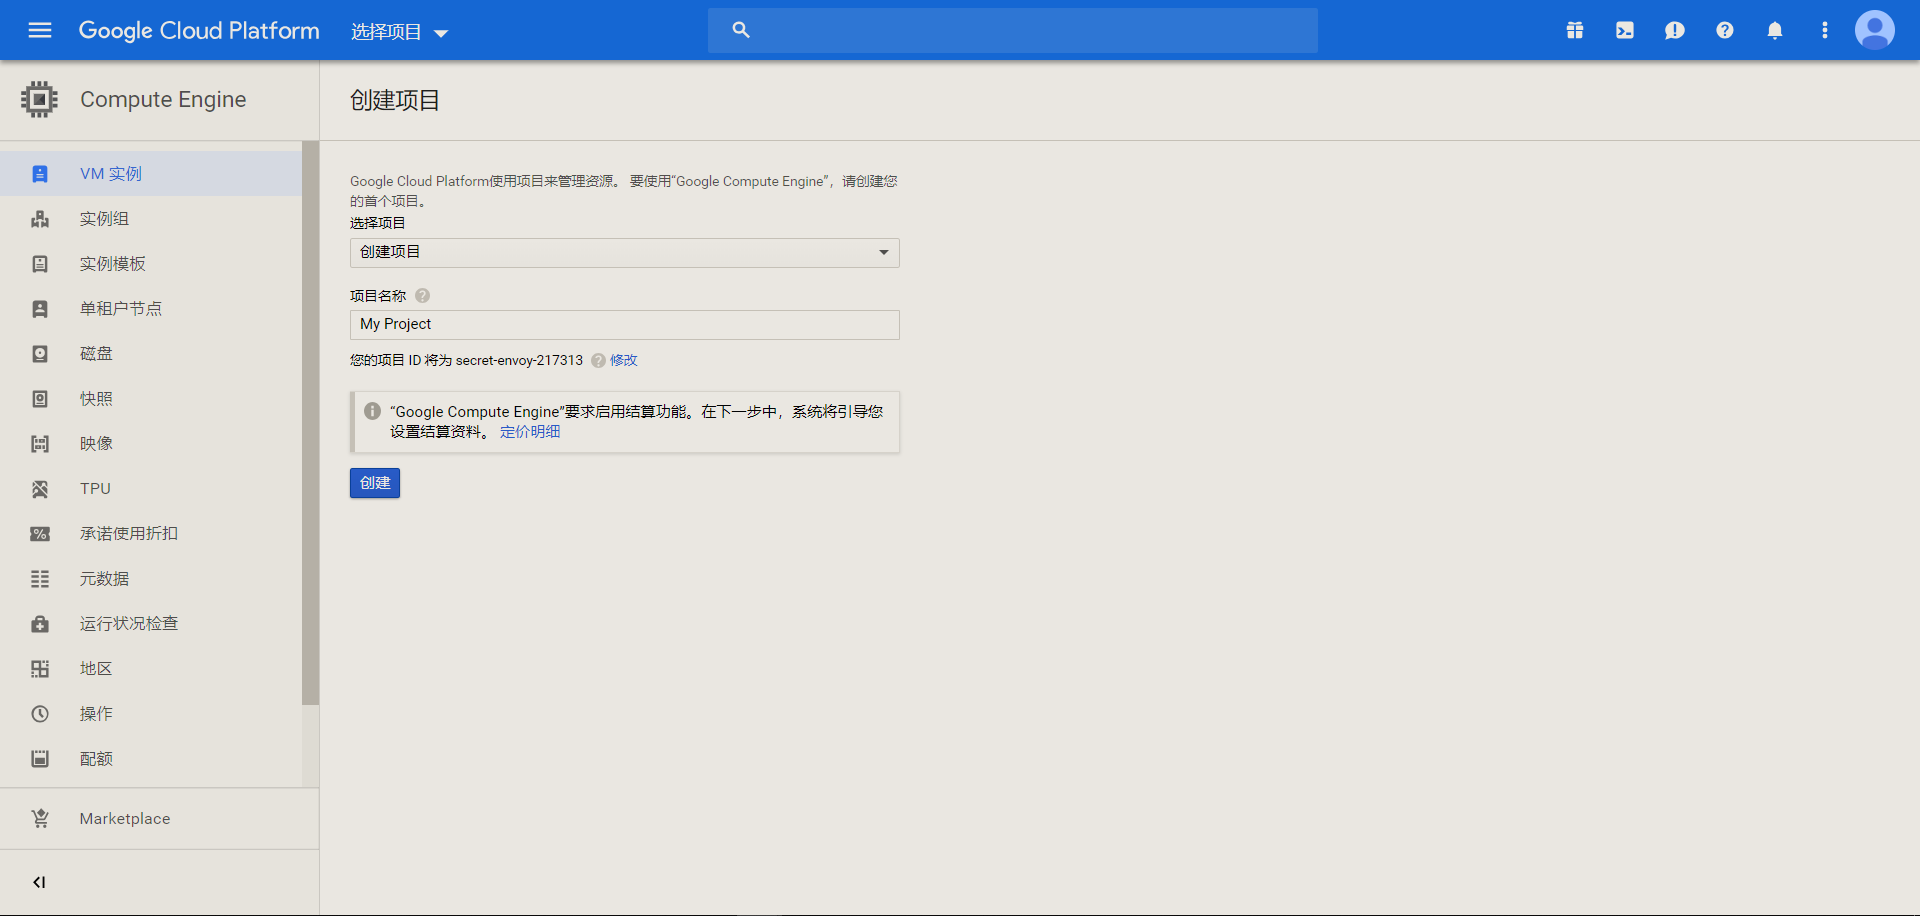 Google Cloud Platform
选择项目
Compute Engine
创建项目
VM 实例
实例组
实例模板
单租户节点
磁盘
快照
映像
TPU
承诺使用折扣
元数据
运行状况检查
地区
操作
配额
Marketplace
Google Cloud Platform使用项目来管理资源。 要使用“Google Compute Engine”，请创建您
的首个项目。
选择项目
创建项目
项目名称
My Project
您的项目 ID 将为 secret-envoy-217313 修改
“Google Compute Engine”要求启用结算功能。在下一步中，系统将引导您
设置结算资料。 定价明细
创建